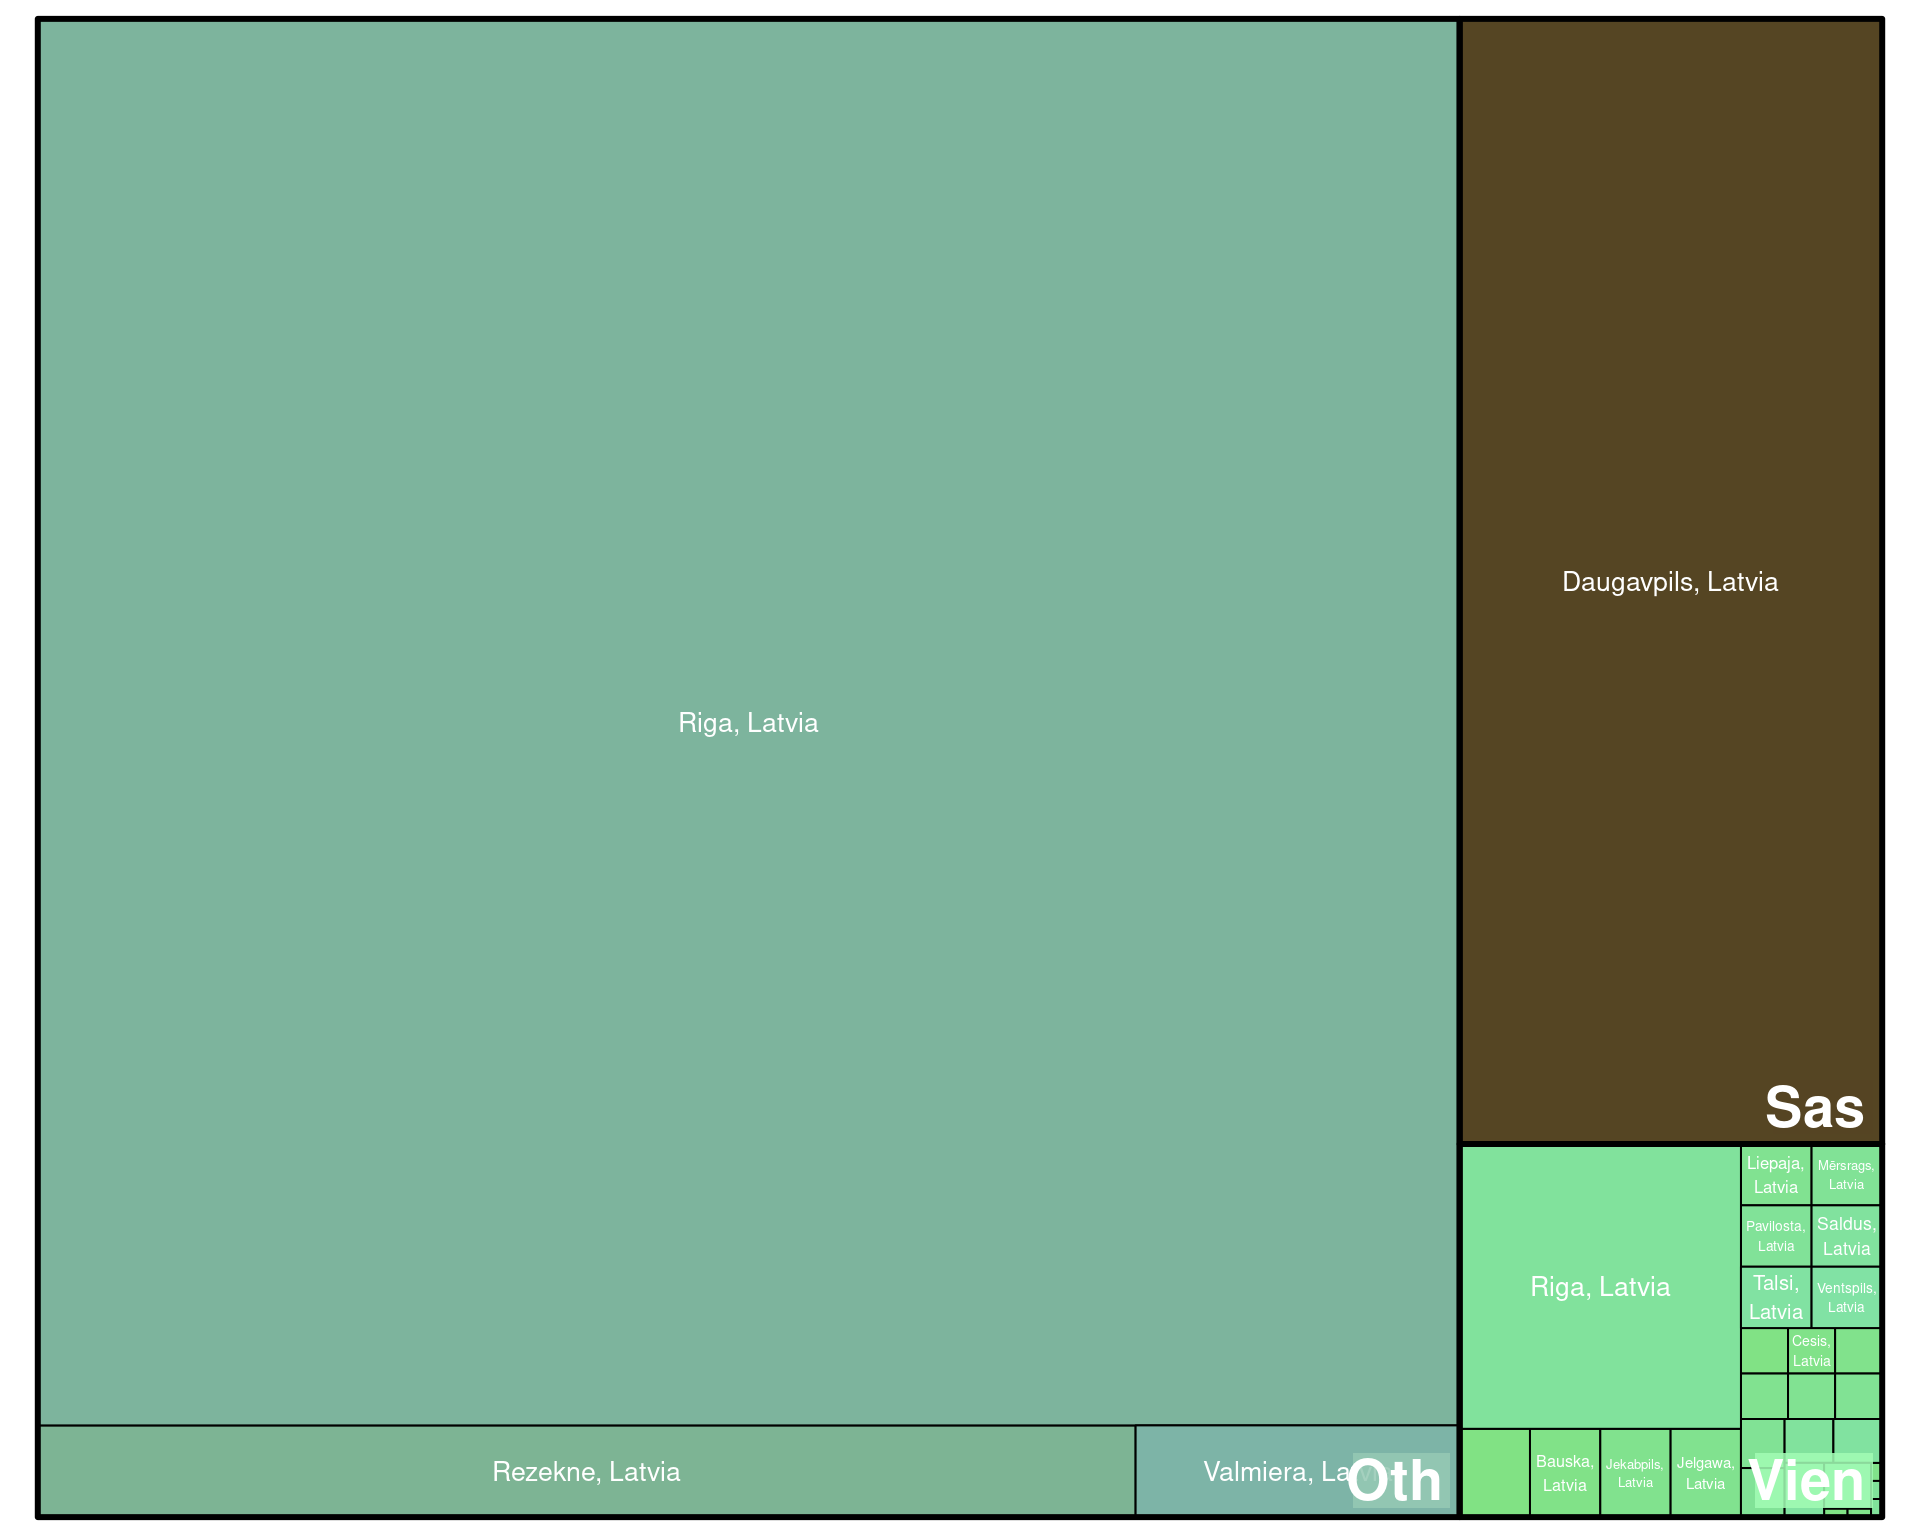 Riga, Latvia
Rezekne, Latvia
Valmiera, La
Oth
Daugavpils, Latvia
Sas
Riga, Latvia
Liepaja,
Latvia
Mērsrags,
Latvia
Pavilosta,
Latvia
Saldus,
Latvia
Talsi,
Latvia
Ventspils,
Latvia
Cesis,
Latvia
Bauska,
Latvia
Jekabpils,
Latvia
Jelgawa,
Latvia
Vien